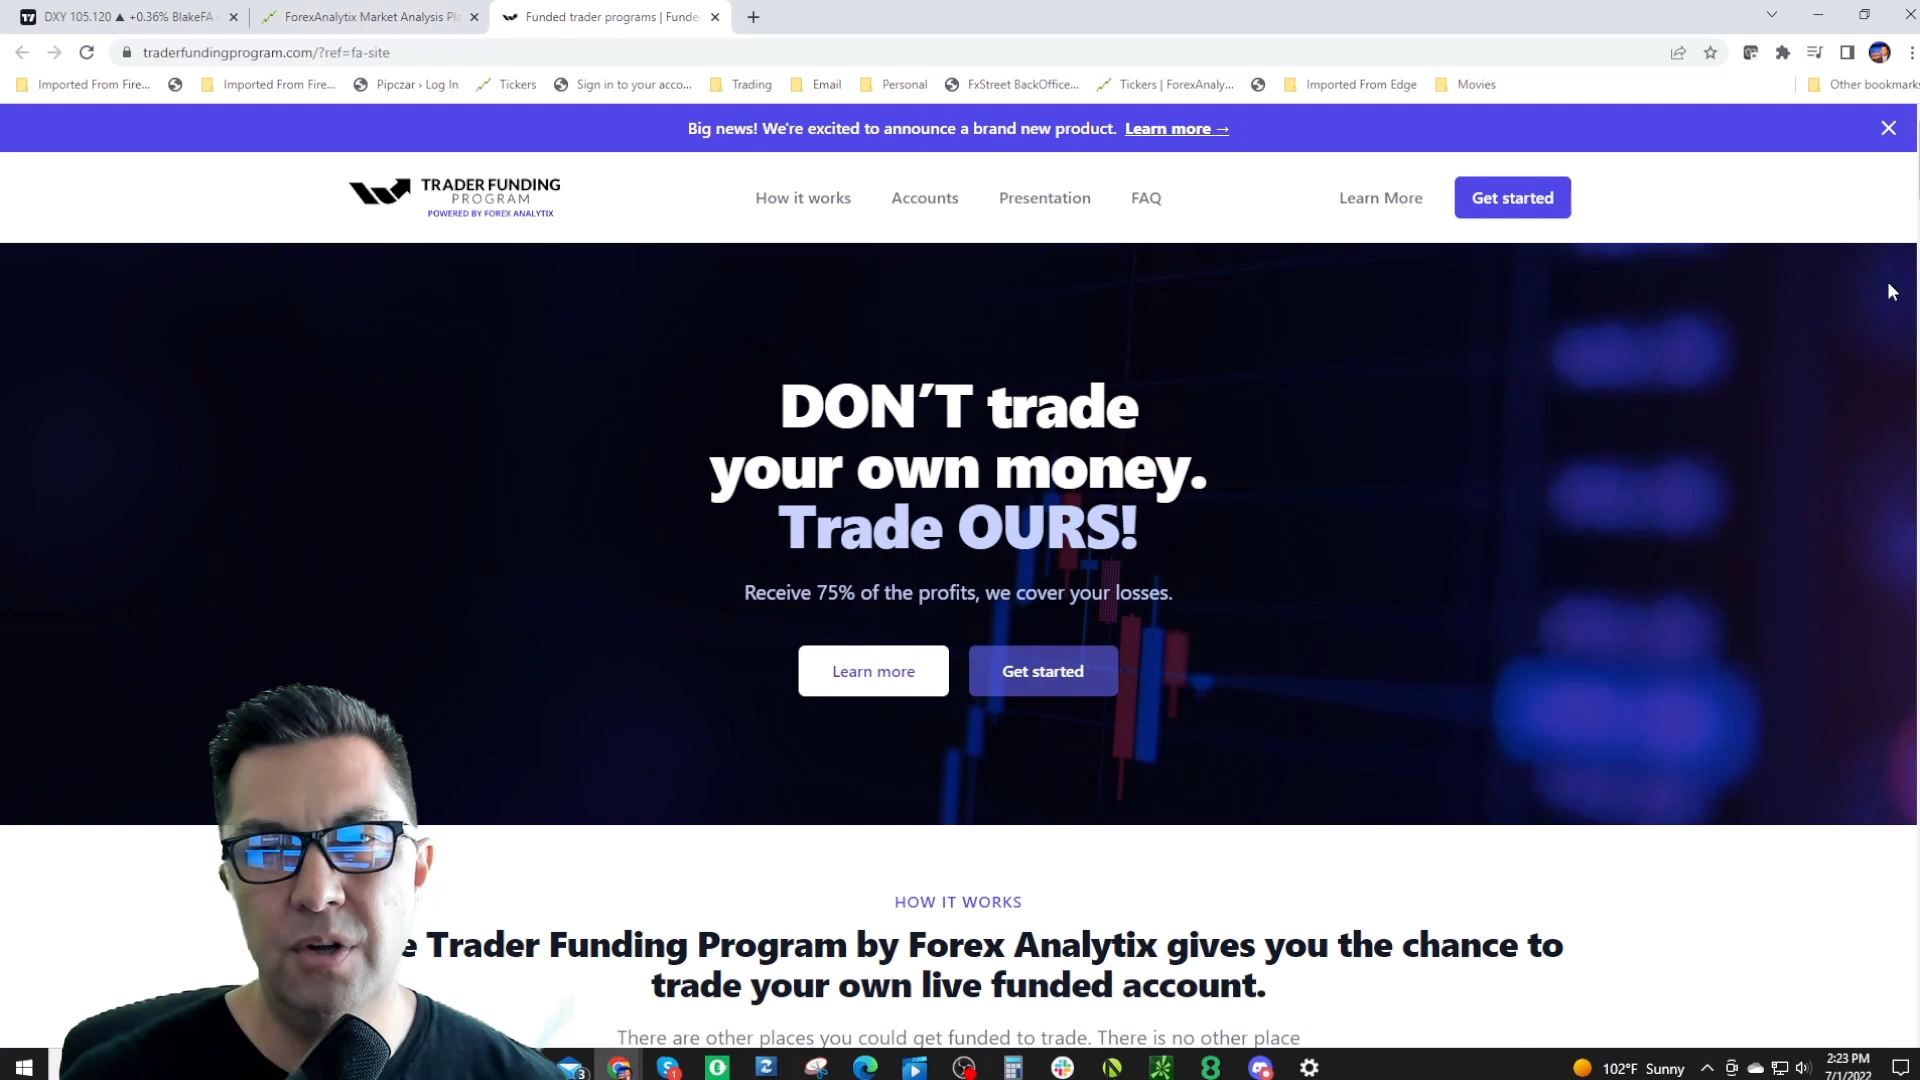 DXY 105.120 ▲ +0.36% BlakeFA
ForexAnalytix Market Analysis Pl
Funded trader programs | Funde
traderfundingprogram.com/?ref=fa-site
Imported From Fire...
Imported From Fire...
Pipczar › Log In
Tickers
Sign in to your acco...
Trading
Email
Personal
FxStreet BackOffice...
Tickers | ForexAnaly...
Imported From Edge
Movies
Other bookmarks
Big news! We're excited to announce a brand new product. Learn more →
TRADER FUNDING
PROGRAM
POWERED BY FOREX ANALYTIX
How it works
Accounts
Presentation
FAQ
Learn More
Get started
DON'T trade
your own money.
Trade OURS!
Receive 75% of the profits, we cover your losses.
Learn more
Get started
HOW IT WORKS
e Trader Funding Program by Forex Analytix gives you the chance to
trade your own live funded account.
There are other places you could get funded to trade. There is no other place
3
1
102°F Sunny
2:23 PM
7/1/2022